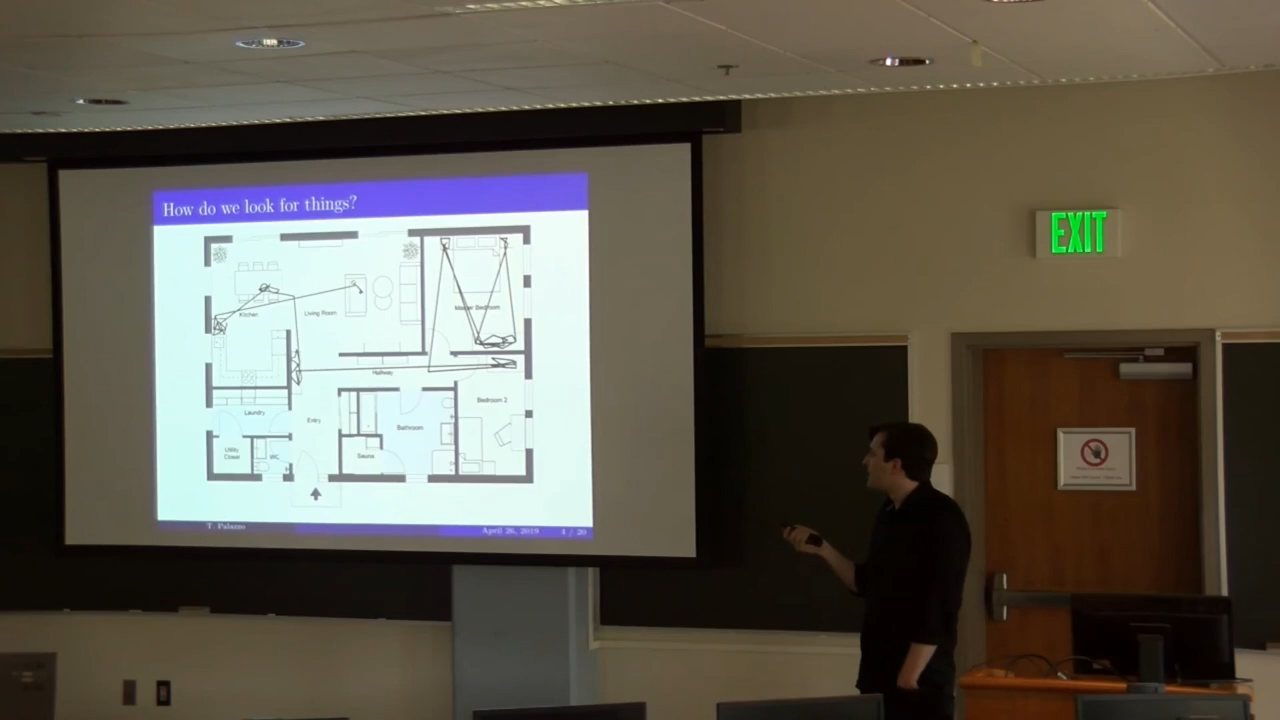 How do we look for things?
Kitchen
Living Room
Master Bedroom
Hallway
Laundry
Entry
Bathroom
Bedroom 2
Utility
Closet
WC
Sauna
T. Palazzo
April 26, 2019
4 / 20
EXIT